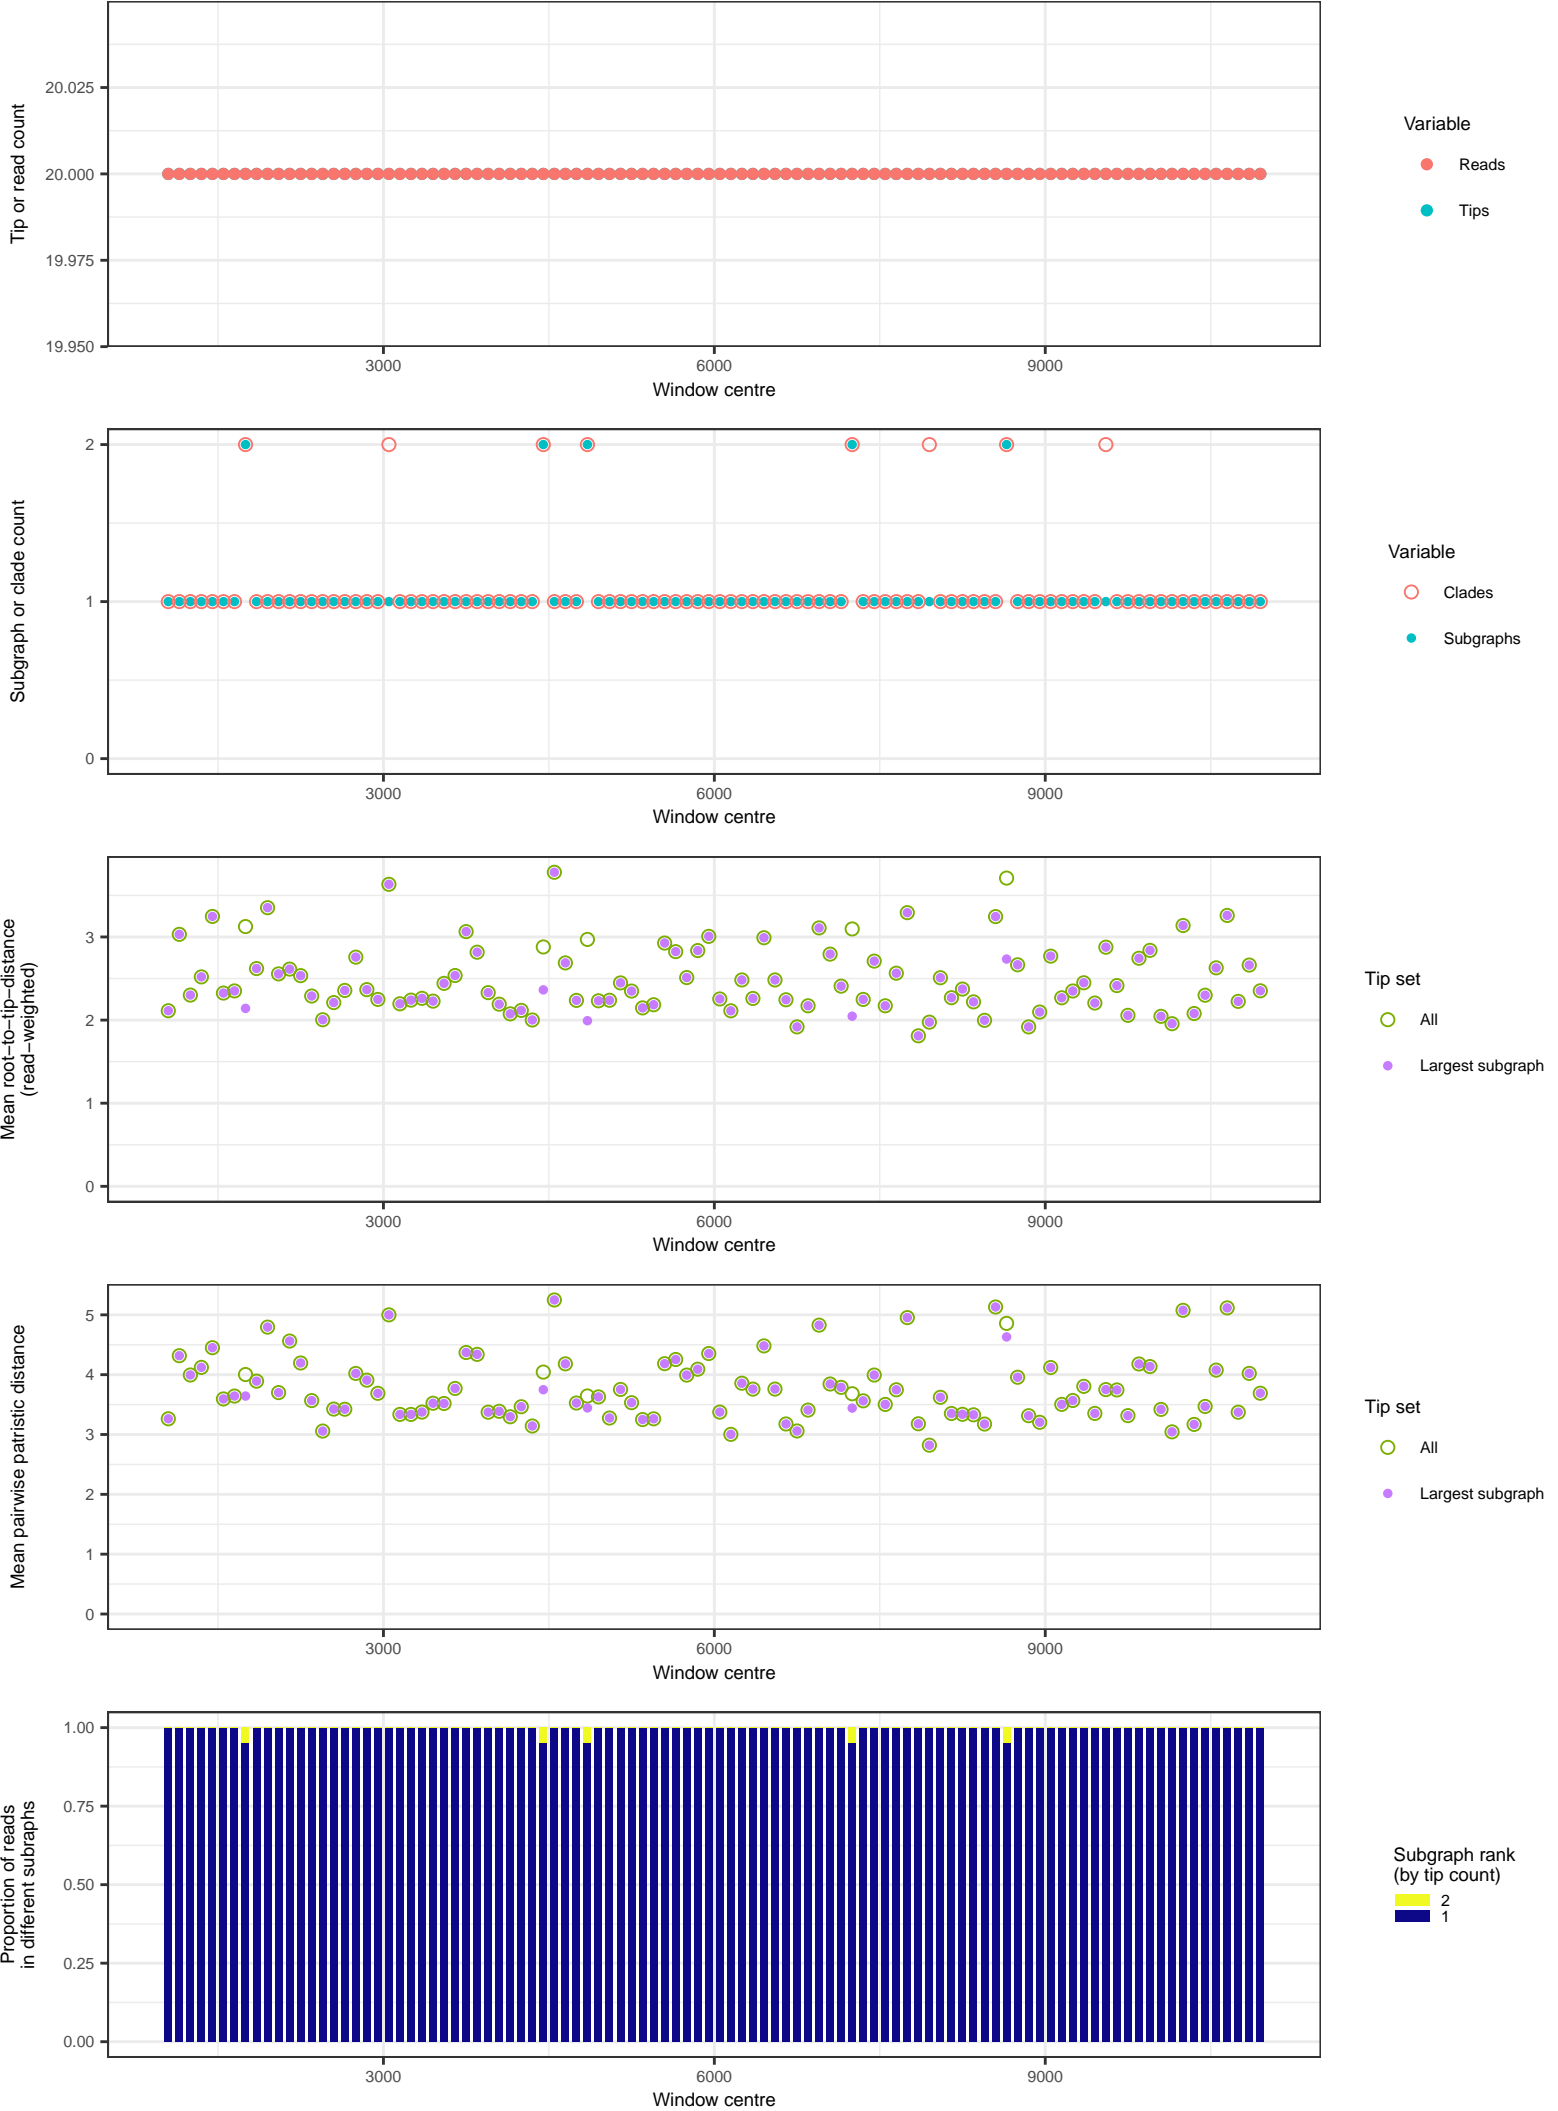 Tip or read count
20.025
20.000
19.975
19.950
3000
6000
9000
Window centre
Variable
Reads
Tips
Subgraph or clade count
2
1
0
3000
6000
9000
Window centre
Variable
Clades
Subgraphs
Mean root−to−tip−distance
(read−weighted)
3
2
1
0
3000
6000
9000
Window centre
Tip set
All
Largest subgraph
Mean pairwise patristic distance
5
4
3
2
1
0
3000
6000
9000
Window centre
Tip set
All
Largest subgraph
Proportion of reads
in different subraphs
1.00
0.75
0.50
0.25
0.00
3000
6000
9000
Window centre
Subgraph rank
(by tip count)
2
1